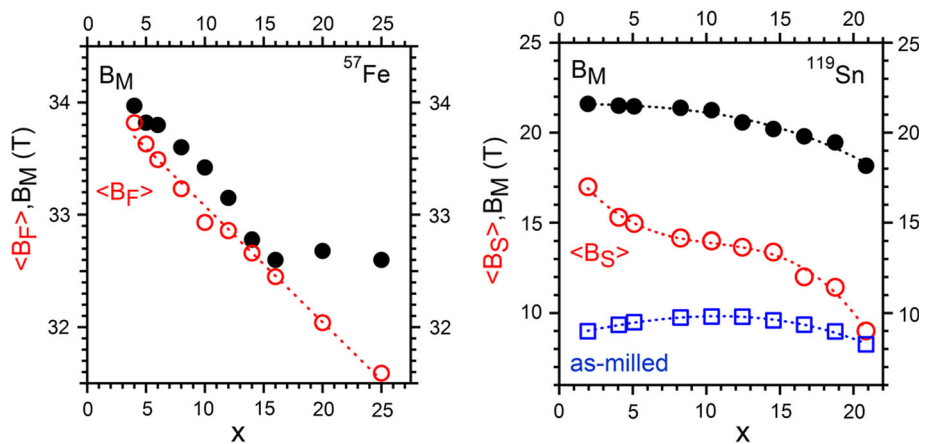 0 5 10 15 20 25
B_M ⁵⁷Fe
34 34
<B_F>
33 33
32 32
<B_F>,B_M (T)
0 5 10 15 20 25
x
0 5 10 15 20
25 25
B_M ¹¹⁹Sn
20 20
15 15
<B_S>
10 10
as-milled
<B_S>,B_M (T)
0 5 10 15 20
x